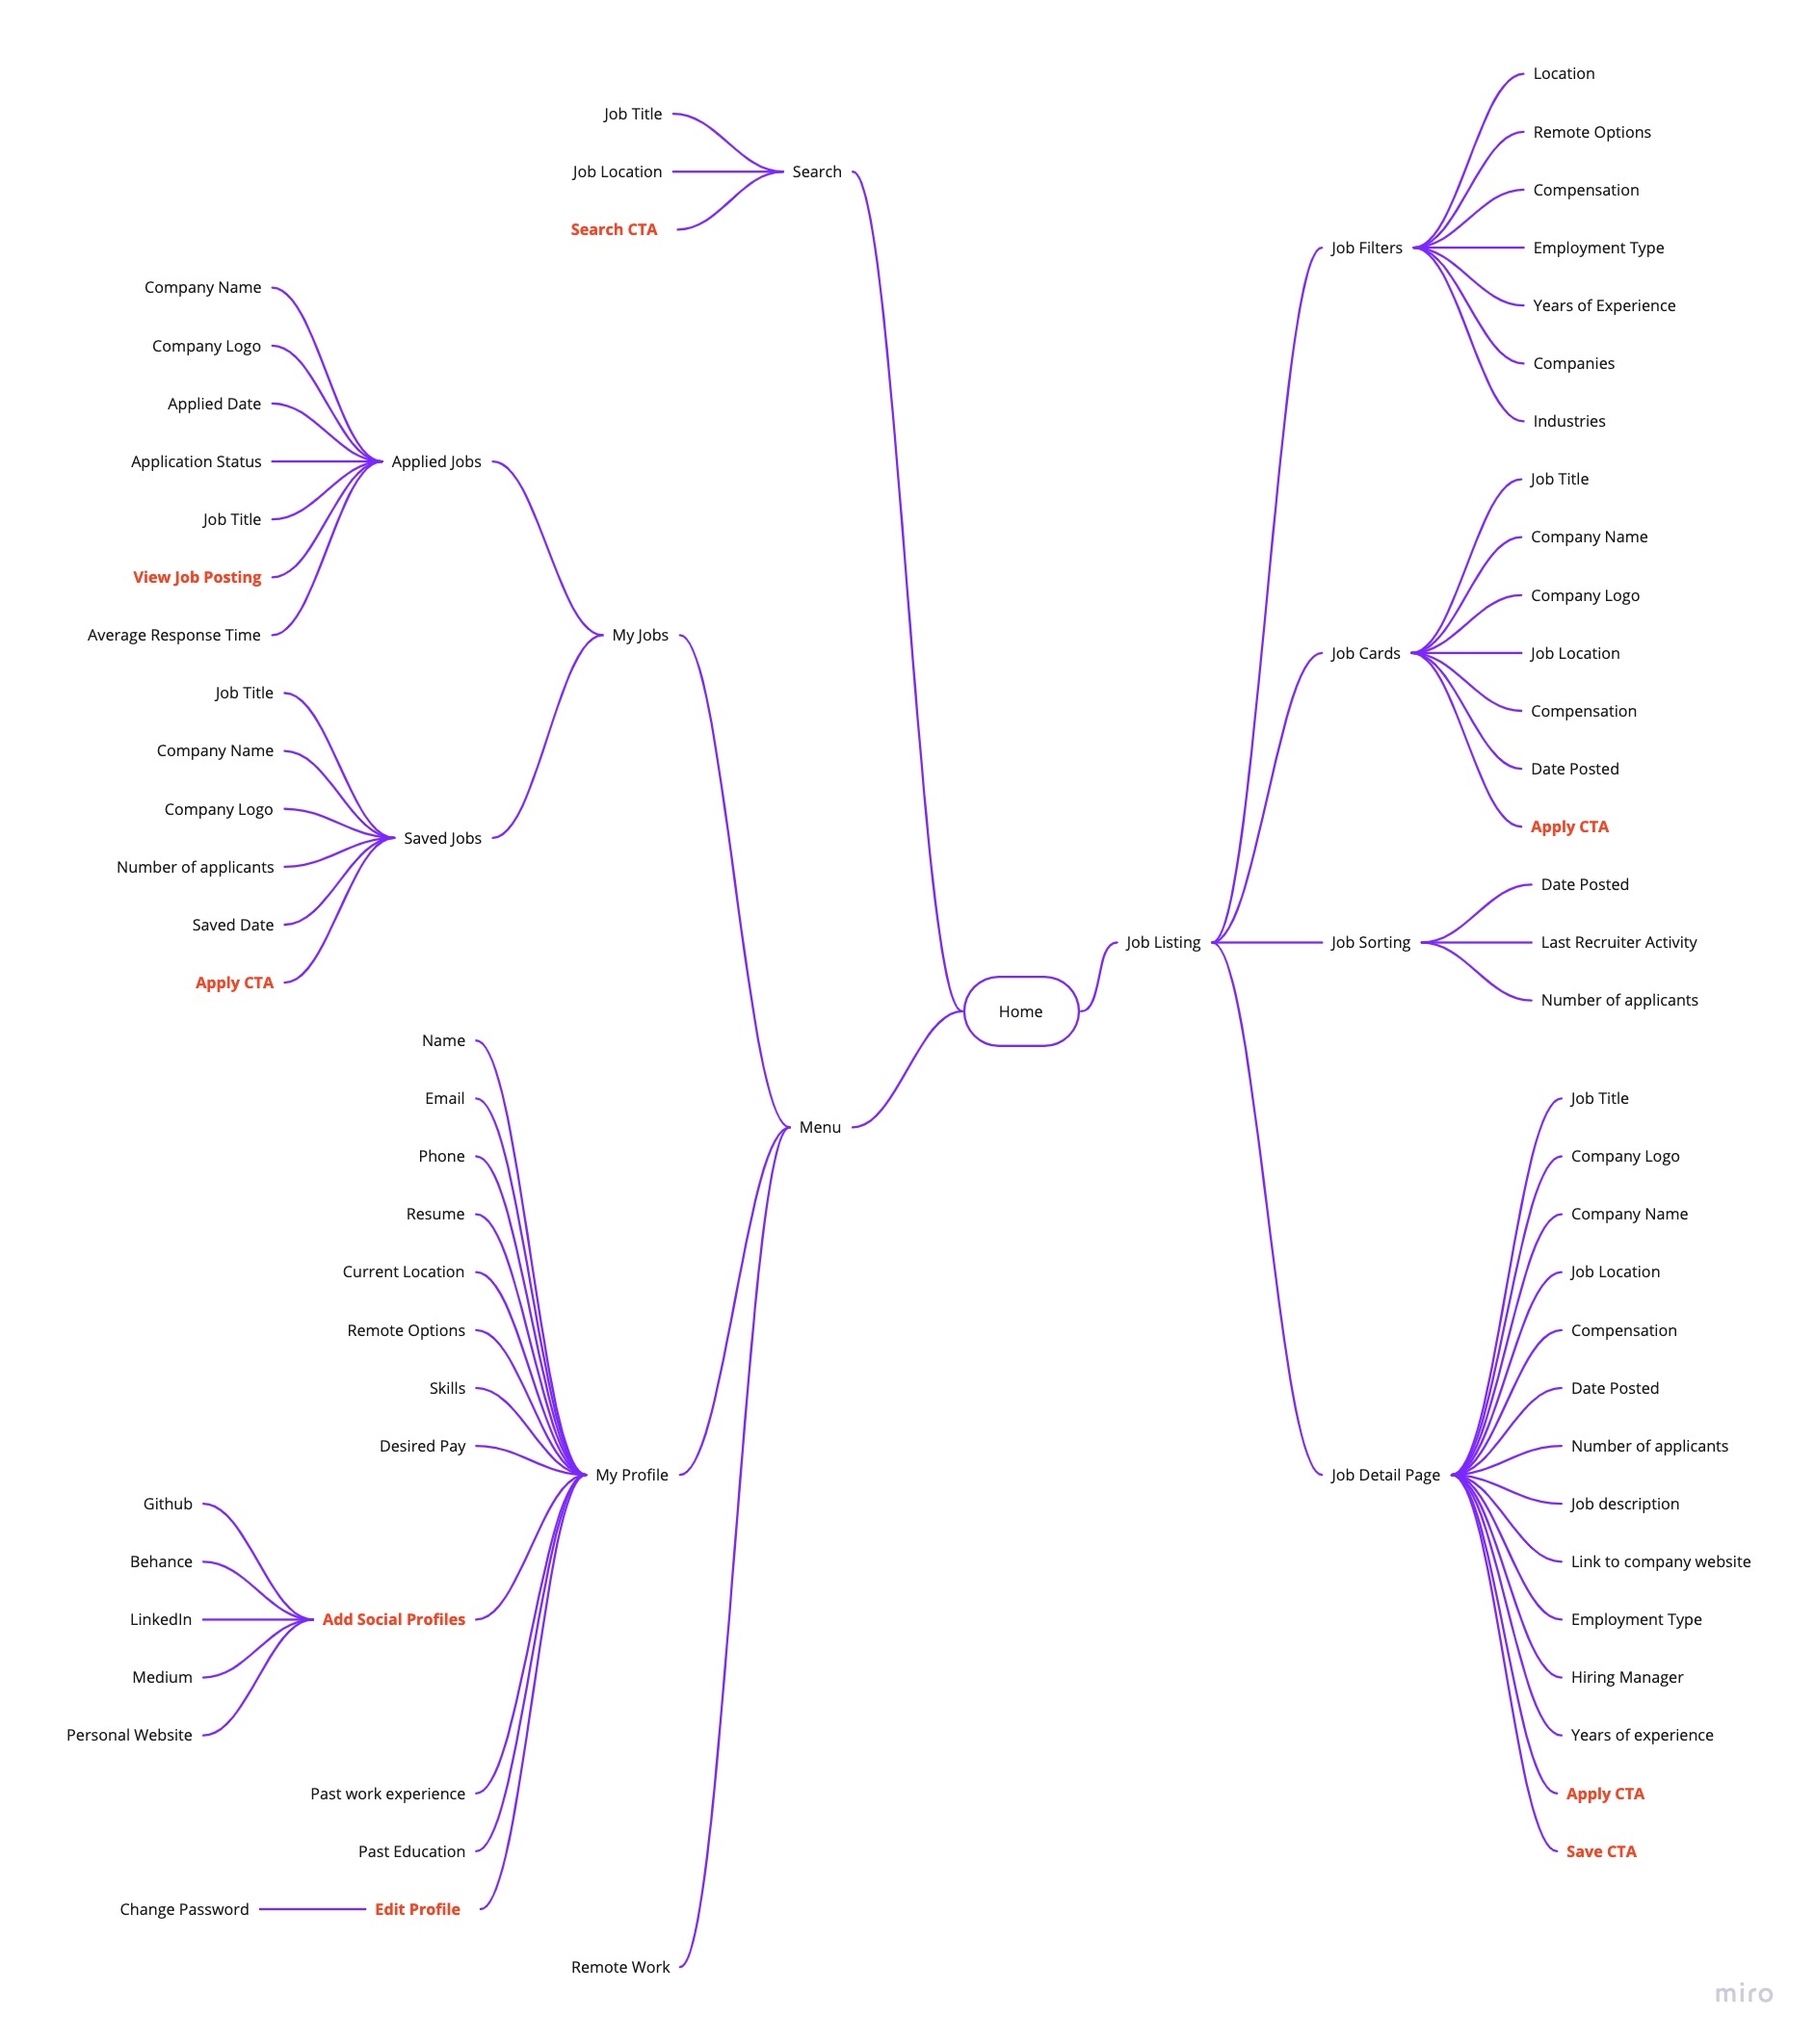 Job Title
Job Location
Search CTA
Search
Company Name
Company Logo
Applied Date
Application Status
Job Title
View Job Posting
Average Response Time
Applied Jobs
Job Title
Company Name
Company Logo
Number of applicants
Saved Date
Apply CTA
Saved Jobs
My Jobs
Name
Email
Phone
Resume
Current Location
Remote Options
Skills
Desired Pay
Github
Behance
LinkedIn
Medium
Personal Website
Add Social Profiles
Past work experience
Past Education
Change Password
Edit Profile
My Profile
Remote Work
Menu
Home
Job Listing
Job Filters
Location
Remote Options
Compensation
Employment Type
Years of Experience
Companies
Industries
Job Cards
Job Title
Company Name
Company Logo
Job Location
Compensation
Date Posted
Apply CTA
Job Sorting
Date Posted
Last Recruiter Activity
Number of applicants
Job Detail Page
Job Title
Company Logo
Company Name
Job Location
Compensation
Date Posted
Number of applicants
Job description
Link to company website
Employment Type
Hiring Manager
Years of experience
Apply CTA
Save CTA
miro